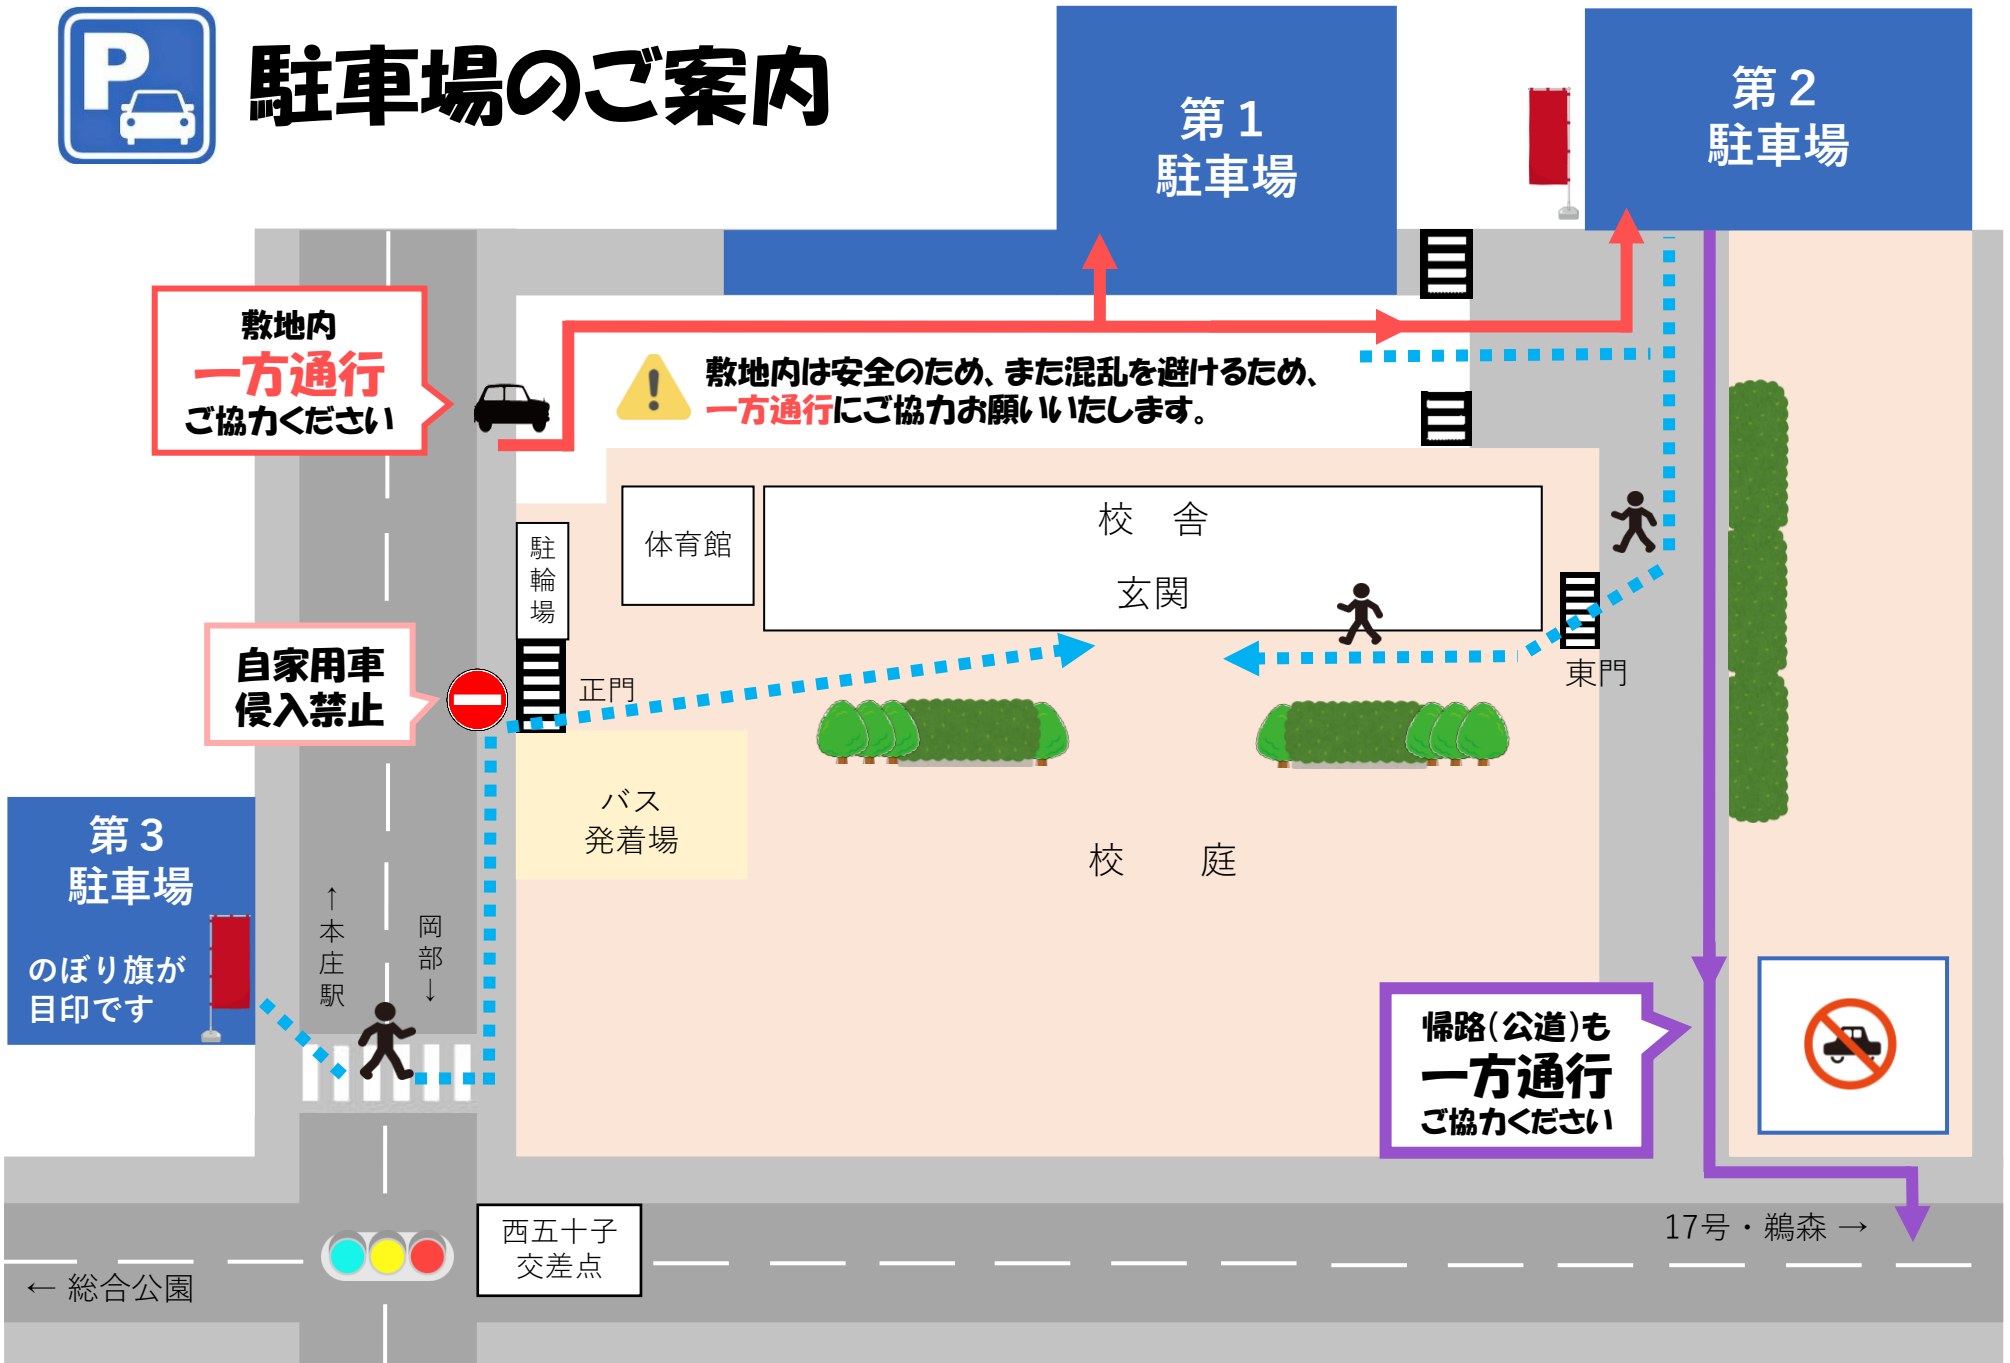 P
駐車場のご案内
第1
駐車場
第2
駐車場
敷地内
一方通行
ご協力ください
敷地内は安全のため、また混乱を避けるため、
一方通行にご協力お願いいたします。
体育館
校 舎
玄関
駐輪場
自家用車
侵入禁止
正門
東門
バス
発着場
校 庭
第3
駐車場
のぼり旗が
目印です
↑本庄駅
岡部↓
帰路(公道)も
一方通行
ご協力ください
西五十子
交差点
17号・鵜森 →
← 総合公園